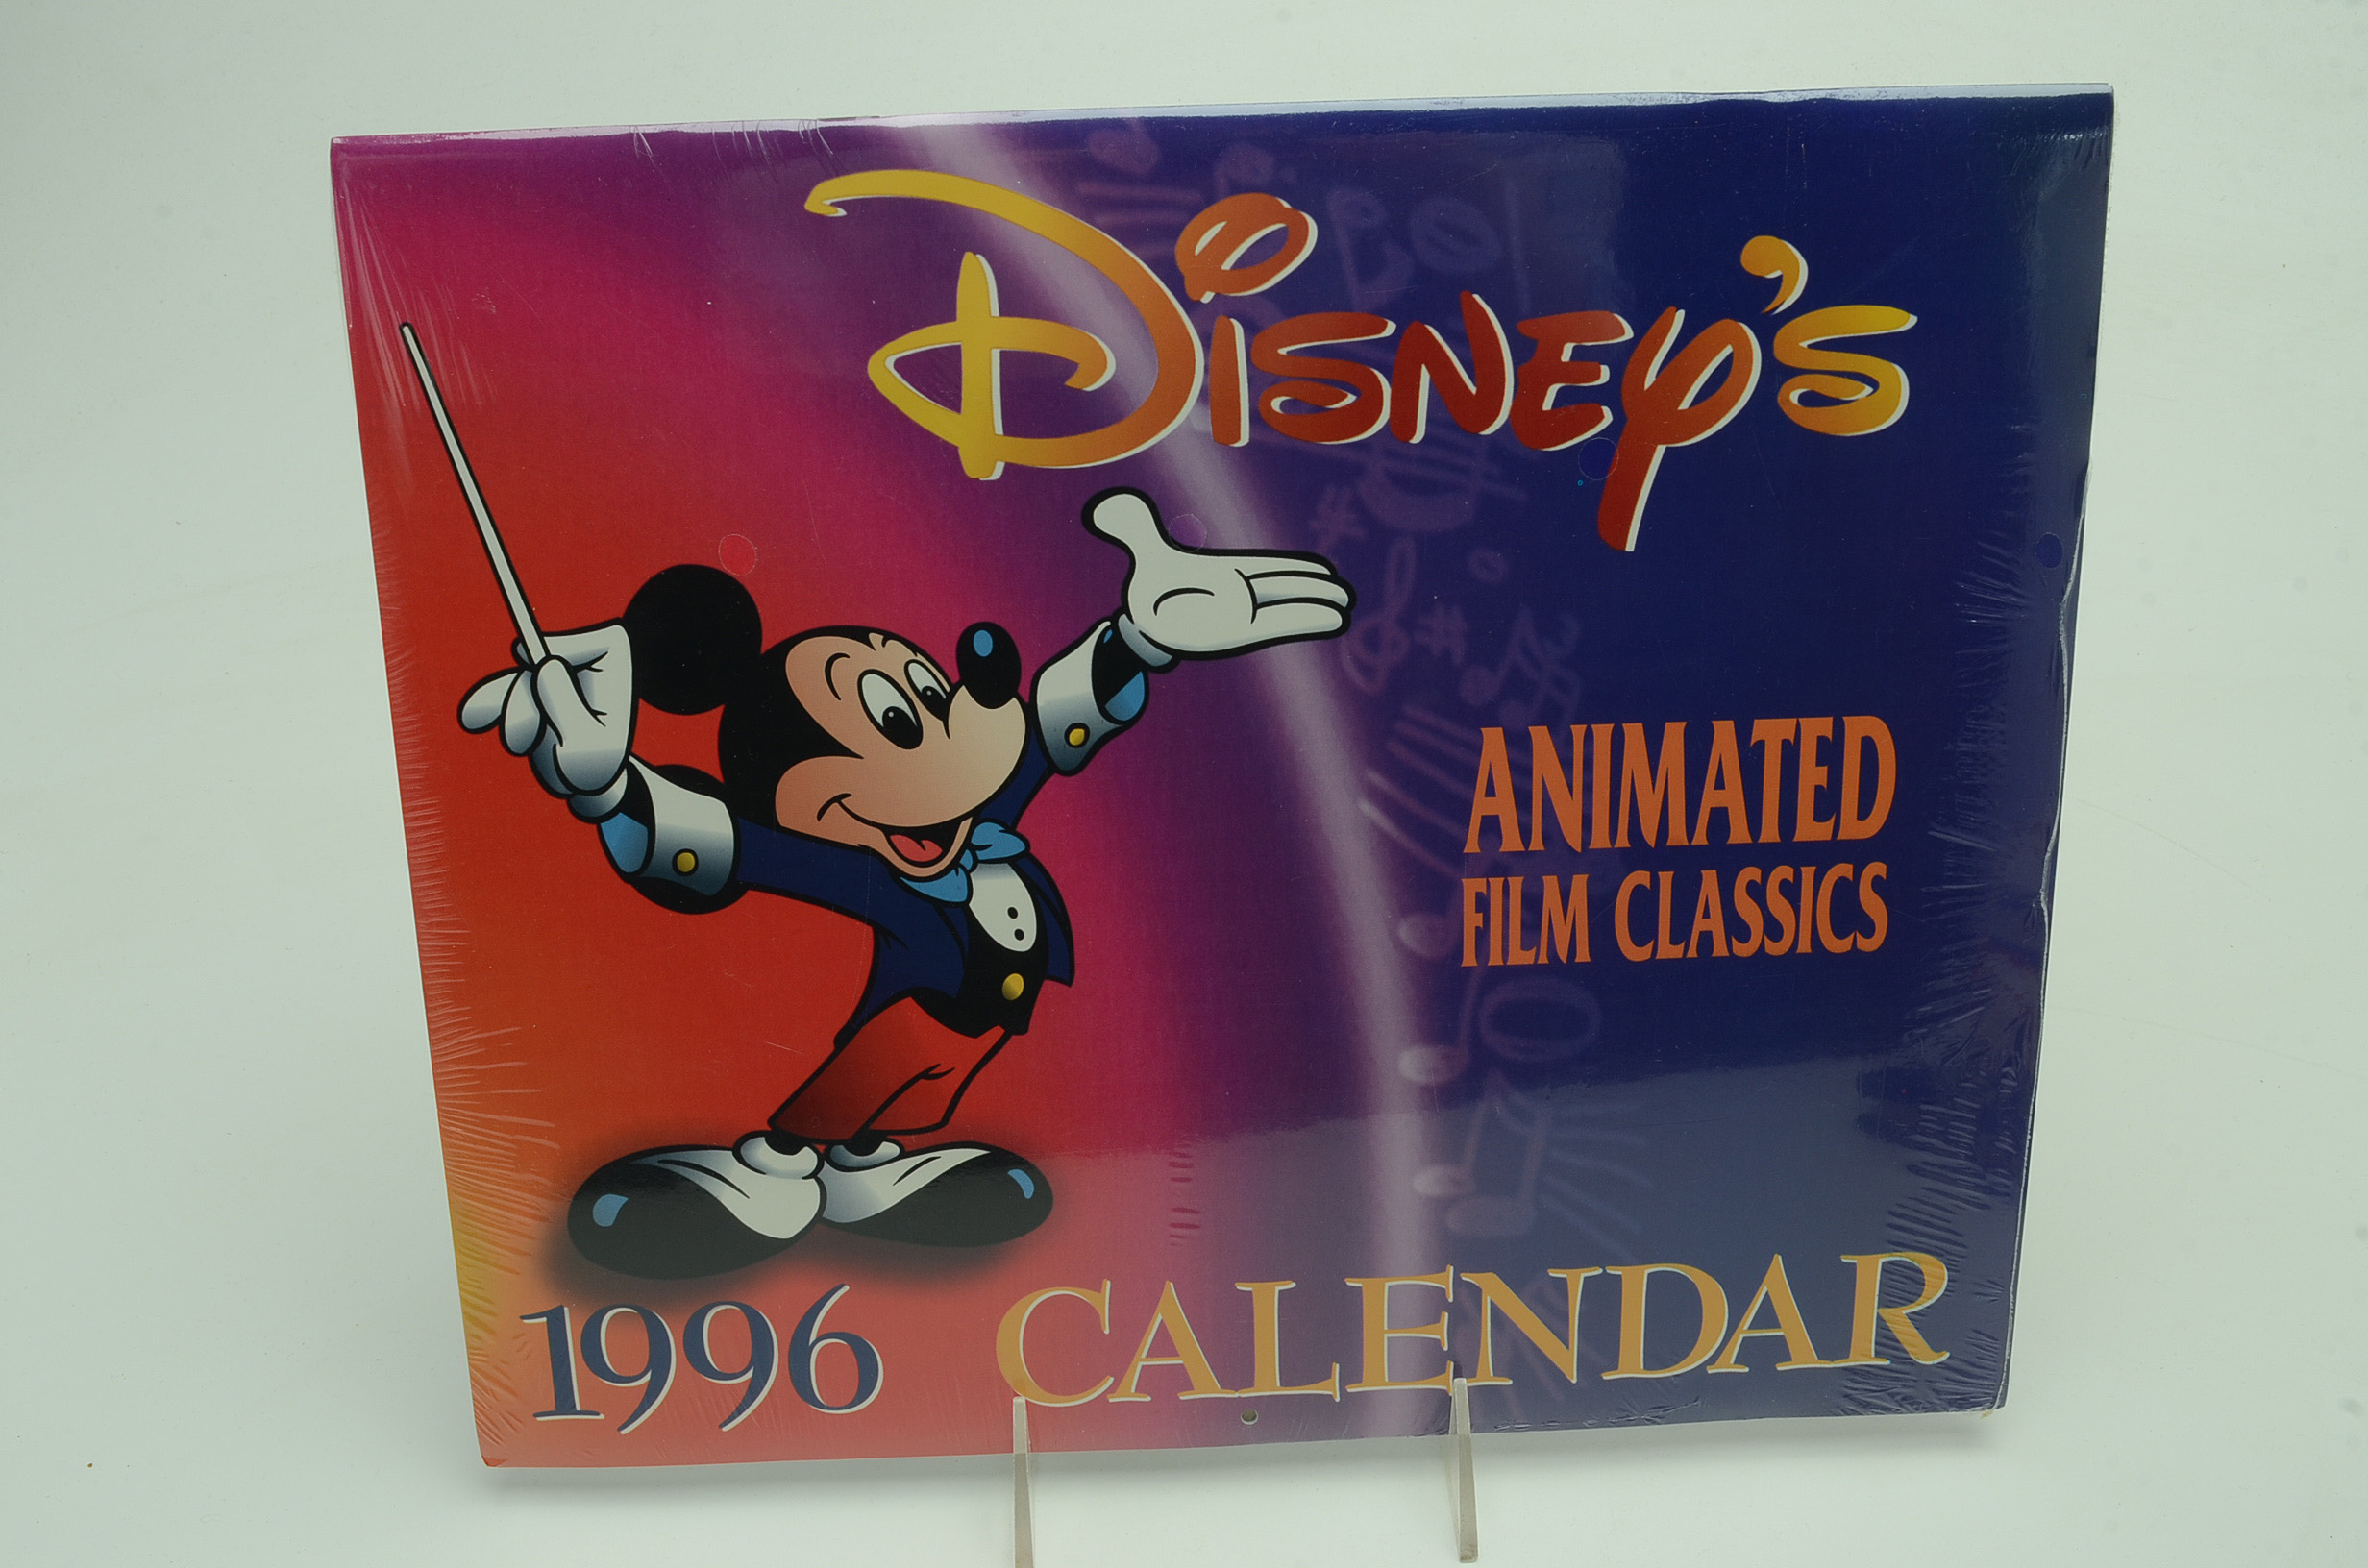 Disney's
ANIMATED
FILM CLASSICS
1996 CALENDAR